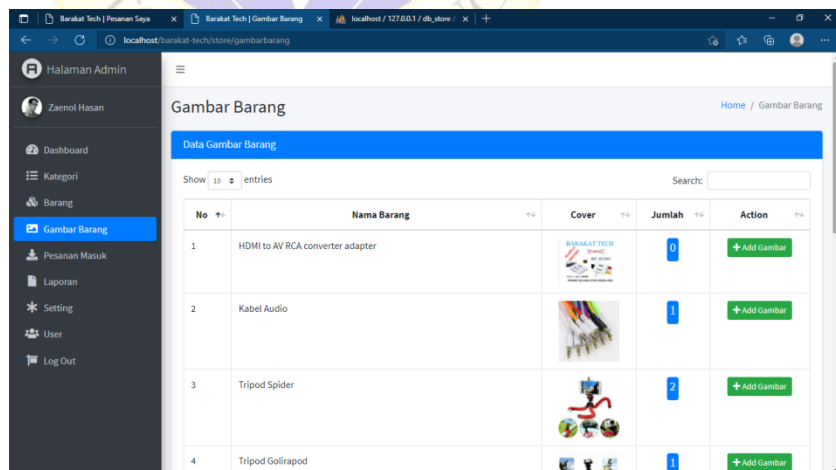 Barakat Tech | Pesanan Saya
Barakat Tech | Gambar Barang
localhost / 127.0.0.1 / db_store /
localhost/barakat-tech/store/gambarbarang
Halaman Admin
Zaenol Hasan
Dashboard
Kategori
Barang
Gambar Barang
Pesanan Masuk
Laporan
Setting
User
Log Out
Gambar Barang
Home / Gambar Barang
Data Gambar Barang
Show 10 entries
Search:
No Nama Barang Cover Jumlah Action
1 HDMI to AV RCA converter adapter BARAKAT TECH 0 + Add Gambar
2 Kabel Audio 1 + Add Gambar
3 Tripod Spider 2 + Add Gambar
4 Tripod Golirapod 1 + Add Gambar